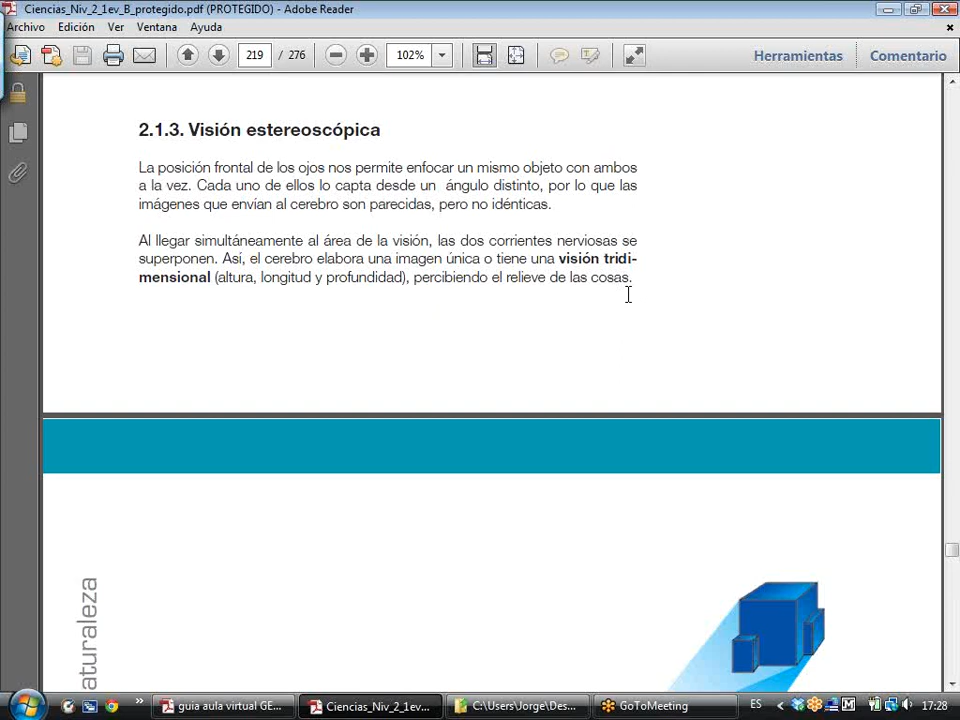 Ciencias_Niv_2_1ev_B_protegido.pdf (PROTEGIDO) - Adobe Reader
Archivo Edición Ver Ventana Ayuda
219 / 276 102% Herramientas Comentario
2.1.3. Visión estereoscópica
La posición frontal de los ojos nos permite enfocar un mismo objeto con ambos
a la vez. Cada uno de ellos lo capta desde un ángulo distinto, por lo que las
imágenes que envían al cerebro son parecidas, pero no idénticas.
Al llegar simultáneamente al área de la visión, las dos corrientes nerviosas se
superponen. Así, el cerebro elabora una imagen única o tiene una visión tridi-
mensional (altura, longitud y profundidad), percibiendo el relieve de las cosas.
aturaleza
guia aula virtual GE... Ciencias_Niv_2_1ev... C:\Users\Jorge\Des... GoToMeeting ES 17:28